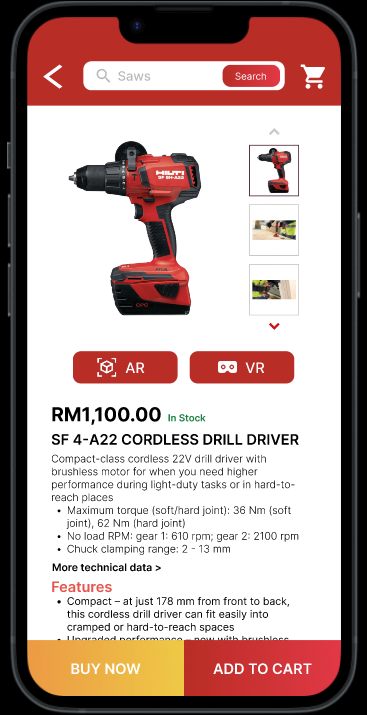 Saws
Search
HILTI
AR
VR
RM1,100.00 In Stock
SF 4-A22 CORDLESS DRILL DRIVER
Compact-class cordless 22V drill driver with
brushless motor for when you need higher
performance during light-duty tasks or in hard-to-
reach places
• Maximum torque (soft/hard joint): 36 Nm (soft
joint), 62 Nm (hard joint)
• No load RPM: gear 1: 610 rpm; gear 2: 2100 rpm
• Chuck clamping range: 2 - 13 mm
More technical data >
Features
• Compact – at just 178 mm from front to back,
this cordless drill driver can fit easily into
cramped or hard-to-reach spaces
• Upgraded performance – now with brushless
BUY NOW
ADD TO CART